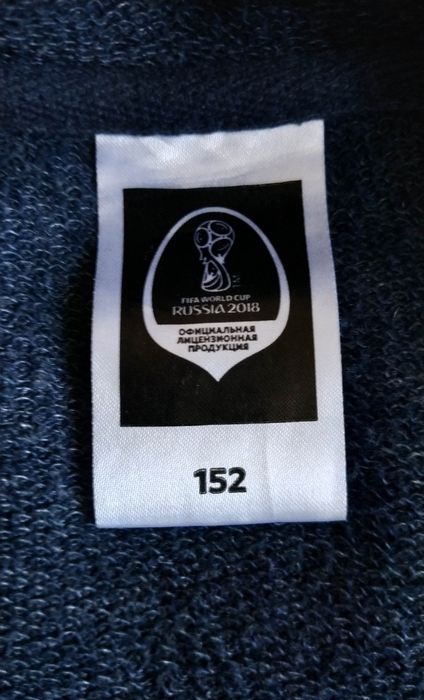 FIFA WORLD CUP
RUSSIA 2018
ОФИЦИАЛЬНАЯ
ЛИЦЕНЗИОННАЯ
ПРОДУКЦИЯ
152